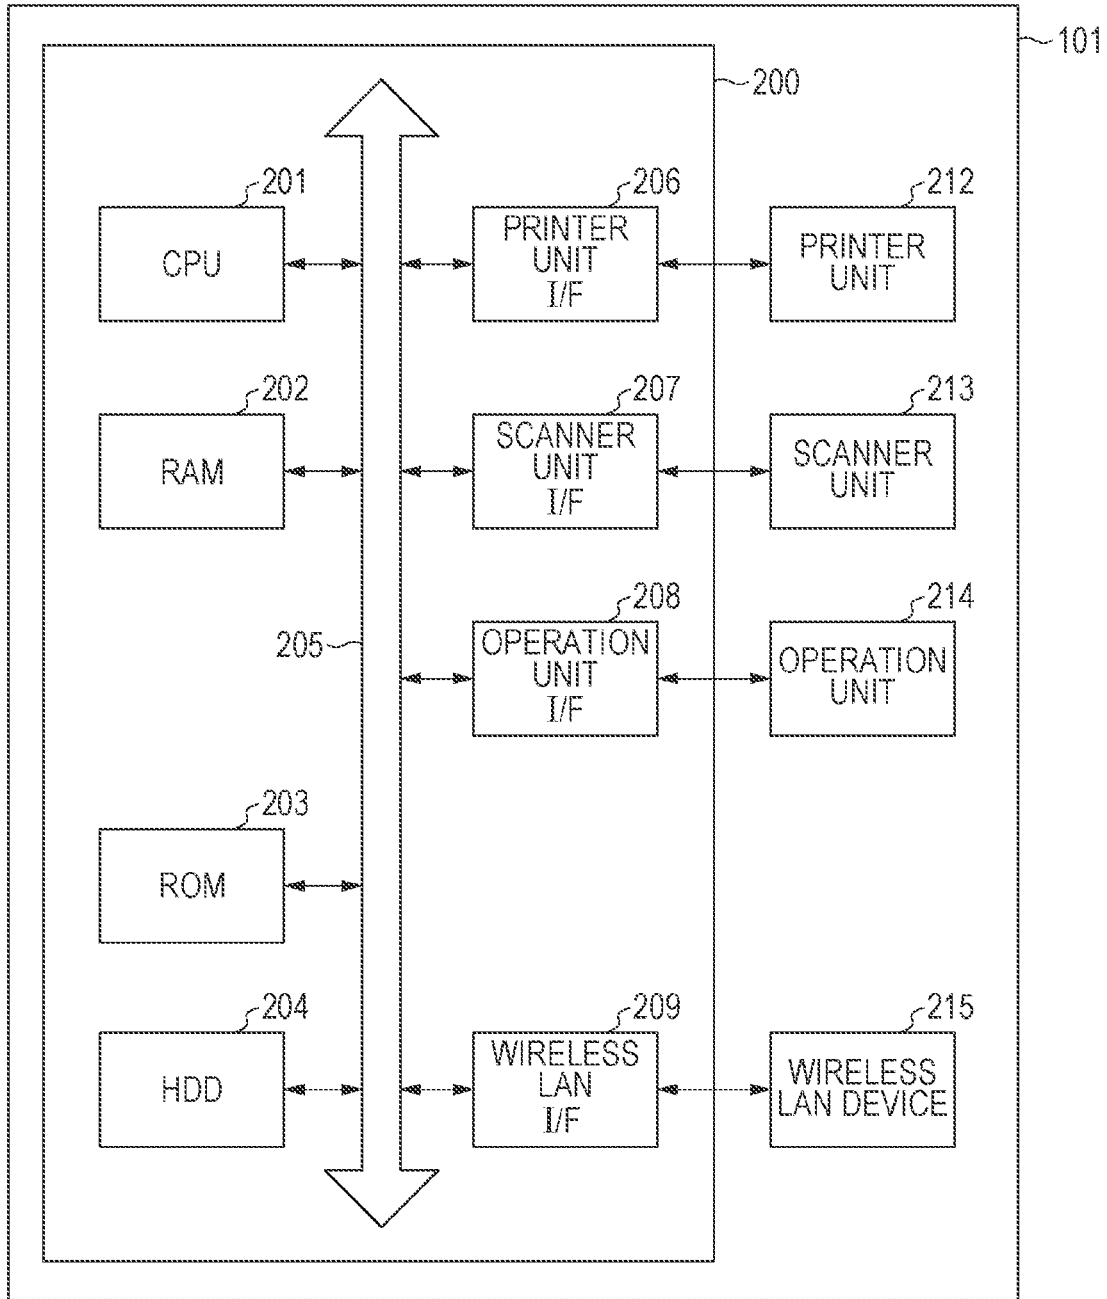 101
200
201
CPU
206
PRINTER
UNIT
I/F
212
PRINTER
UNIT
202
RAM
207
SCANNER
UNIT
I/F
213
SCANNER
UNIT
205
208
OPERATION
UNIT
I/F
214
OPERATION
UNIT
203
ROM
204
HDD
209
WIRELESS
LAN
I/F
215
WIRELESS
LAN DEVICE